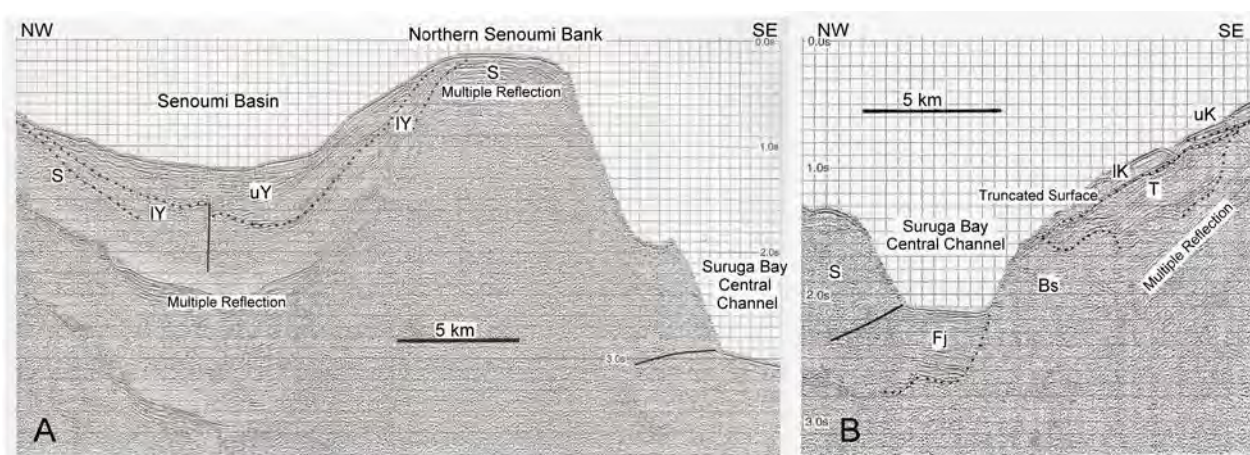 NW
Northern Senoumi Bank
SE
0.0s
S
Multiple Reflection
Senoumi Basin
lY
1.0s
S
uY
lY
2.0s
Suruga Bay
Central
Channel
Multiple Reflection
5 km
3.0s
A
NW
SE
0.0s
5 km
uK
1.0s
lK
T
Truncated Surface
Suruga Bay
Central Channel
Multiple Reflection
S
Bs
2.0s
Fj
3.0s
B